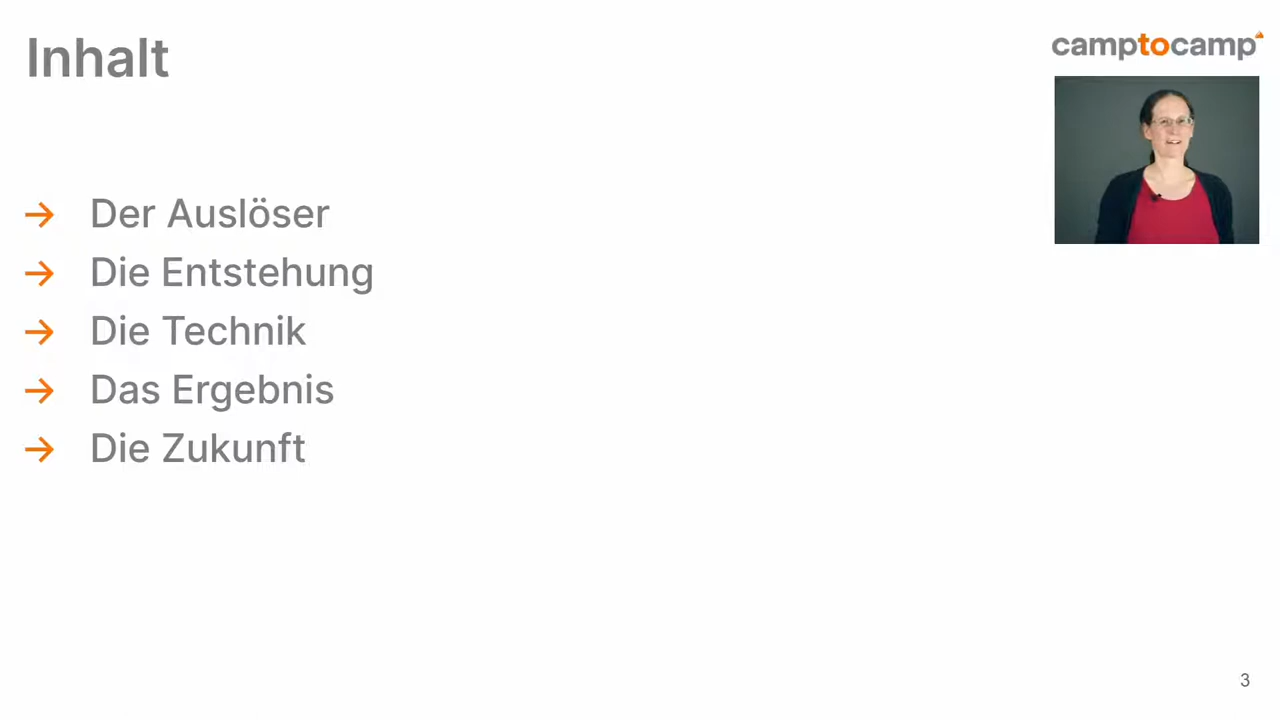 Inhalt
camptocamp
→ Der Auslöser
→ Die Entstehung
→ Die Technik
→ Das Ergebnis
→ Die Zukunft
3